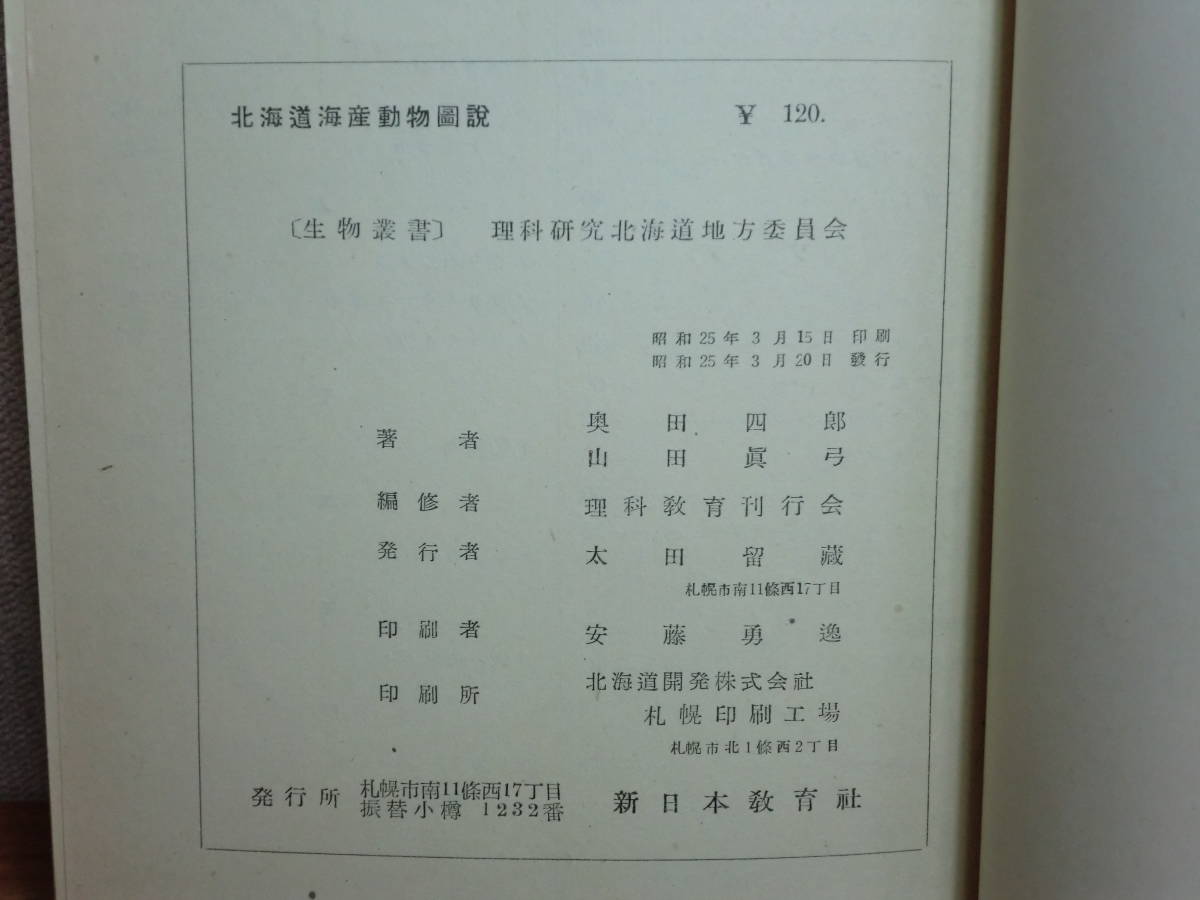 北海道海産動物圖說 ￥ 120.
〔生物叢書〕 理科研究北海道地方委員会
昭和25年3月15日 印刷
昭和25年3月20日 發行
著者 奥田四郎
山田眞弓
編修者 理科教育刊行会
発行者 太田留藏
札幌市南11條西17丁目
印刷者 安藤勇逸
印刷所 北海道開発株式会社
札幌印刷工場
札幌市北1條西2丁目
発行所 札幌市南11條西17丁目 新日本教育社
振替小樽 1232番